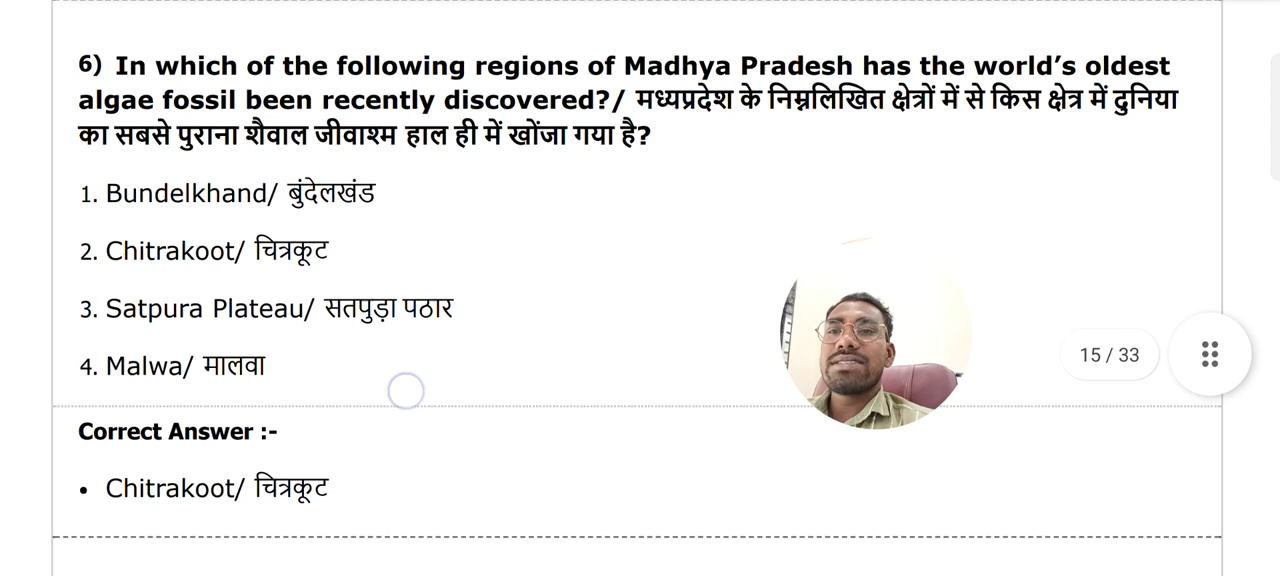 6) In which of the following regions of Madhya Pradesh has the world’s oldest
algae fossil been recently discovered?/ मध्यप्रदेश के निम्नलिखित क्षेत्रों में से किस क्षेत्र में दुनिया
का सबसे पुराना शैवाल जीवाश्म हाल ही में खोंजा गया है?
1. Bundelkhand/ बुंदेलखंड
2. Chitrakoot/ चित्रकूट
3. Satpura Plateau/ सतपुड़ा पठार
4. Malwa/ मालवा
15 / 33
Correct Answer :-
• Chitrakoot/ चित्रकूट